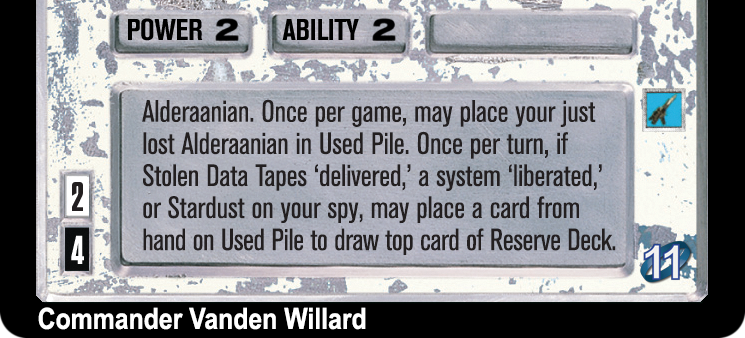 POWER 2 ABILITY 2
Alderaanian. Once per game, may place your just
lost Alderaanian in Used Pile. Once per turn, if
Stolen Data Tapes ‘delivered,’ a system ‘liberated,’
or Stardust on your spy, may place a card from
hand on Used Pile to draw top card of Reserve Deck.
2
4
11
Commander Vanden Willard